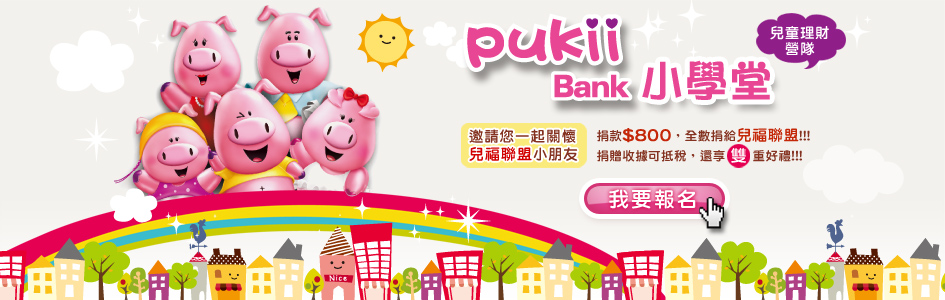 pukii
Bank 小學堂
兒童理財
營隊
邀請您一起關懷
兒福聯盟小朋友
捐款$800，全數捐給兒福聯盟!!!
捐贈收據可抵稅，還享雙重好禮!!!
我要報名
Nice